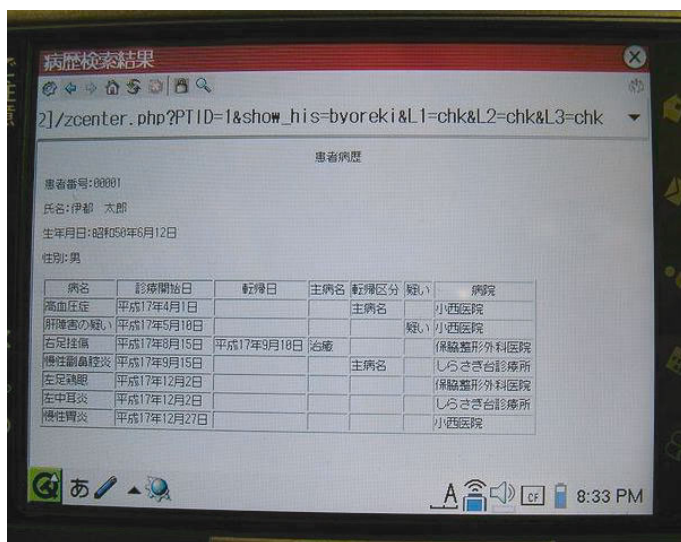 病歴検索結果
2]/zcenter.php?PTID=1&show_his=byoreki&L1=chk&L2=chk&L3=chk
患者病歴
患者番号:00001
氏名:伊都 太郎
生年月日:昭和50年6月12日
性別:男
病名 診療開始日 転帰日 主病名 転帰区分 疑い 病院
高血圧症 平成17年4月1日 主病名 小西医院
肝障害の疑い 平成17年5月10日 疑い 小西医院
右足挫傷 平成17年8月15日 平成17年9月10日 治癒 保脇整形外科医院
慢性副鼻腔炎 平成17年9月15日 主病名 しらさぎ台診療所
左足鶏眼 平成17年12月2日 保脇整形外科医院
左中耳炎 平成17年12月2日 しらさぎ台診療所
慢性胃炎 平成17年12月27日 小西医院
あ A CF 8:33 PM